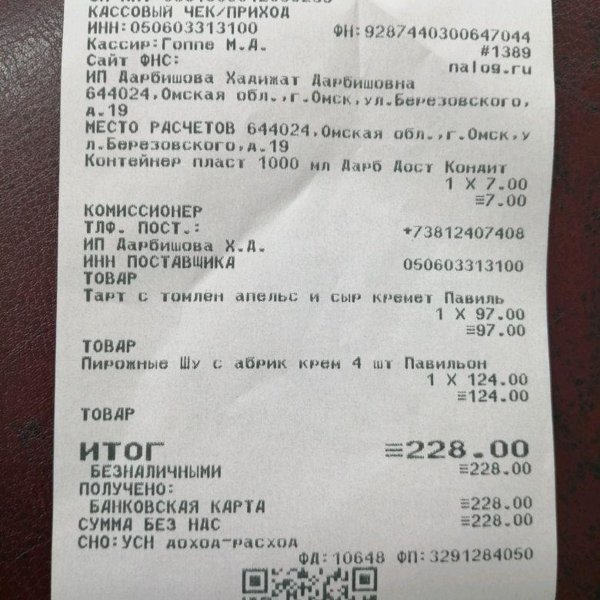 КАССОВЫЙ ЧЕК/ПРИХОД
ИНН:050603313100 ФН:9287440300647044
Кассир:Гоппе М.А. #1389
Сайт ФНС: nalog.ru
ИП Дарбишова Халижат Дарбишовна
644024,Омская обл.,г.Омск,ул.Березовского,
д.19
МЕСТО РАСЧЕТОВ 644024,Омская обл.,г.Омск,у
л.Березовского,д.19
Контейнер пласт 1000 мл Дарб Дост Кондит
1 X 7.00
≡7.00
КОМИССИОНЕР
ТЛФ. ПОСТ.: +73812407408
ИП Дарбишова Х.Д.
ИНН ПОСТАВЩИКА 050603313100
ТОВАР
Тарт с томлен апельс и сыр кремет Павиль
1 X 97.00
≡97.00
ТОВАР
Пирожные Шу с абрик крем 4 шт Павильон
1 X 124.00
≡124.00
ТОВАР
ИТОГ ≡228.00
БЕЗНАЛИЧНЫМИ ≡228.00
ПОЛУЧЕНО:
БАНКОВСКАЯ КАРТА ≡228.00
СУММА БЕЗ НДС ≡228.00
СНО:УСН доход-расход
ФД:10648 ФП:3291284050